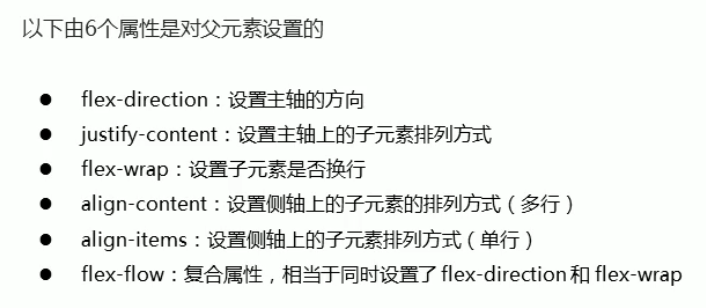 以下由6个属性是对父元素设置的
● flex-direction：设置主轴的方向
● justify-content：设置主轴上的子元素排列方式
● flex-wrap：设置子元素是否换行
● align-content：设置侧轴上的子元素的排列方式（多行）
● align-items：设置侧轴上的子元素排列方式（单行）
● flex-flow：复合属性，相当于同时设置了 flex-direction 和 flex-wrap